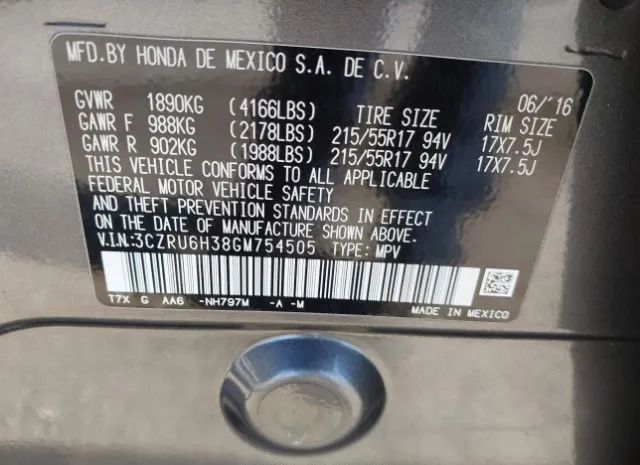 MFD.BY HONDA DE MEXICO S.A. DE C.V.
06/'16
GVWR 1890KG (4166LBS) TIRE SIZE RIM SIZE
GAWR F 988KG (2178LBS) 215/55R17 94V 17X7.5J
GAWR R 902KG (1988LBS) 215/55R17 94V 17X7.5J
THIS VEHICLE CONFORMS TO ALL APPLICABLE
FEDERAL MOTOR VEHICLE SAFETY
AND THEFT PREVENTION STANDARDS IN EFFECT
ON THE DATE OF MANUFACTURE SHOWN ABOVE.
V.I.N:3CZRU6H38GM754505 TYPE: MPV
T7X G AA6 -NH797M -A -M
MADE IN MEXICO